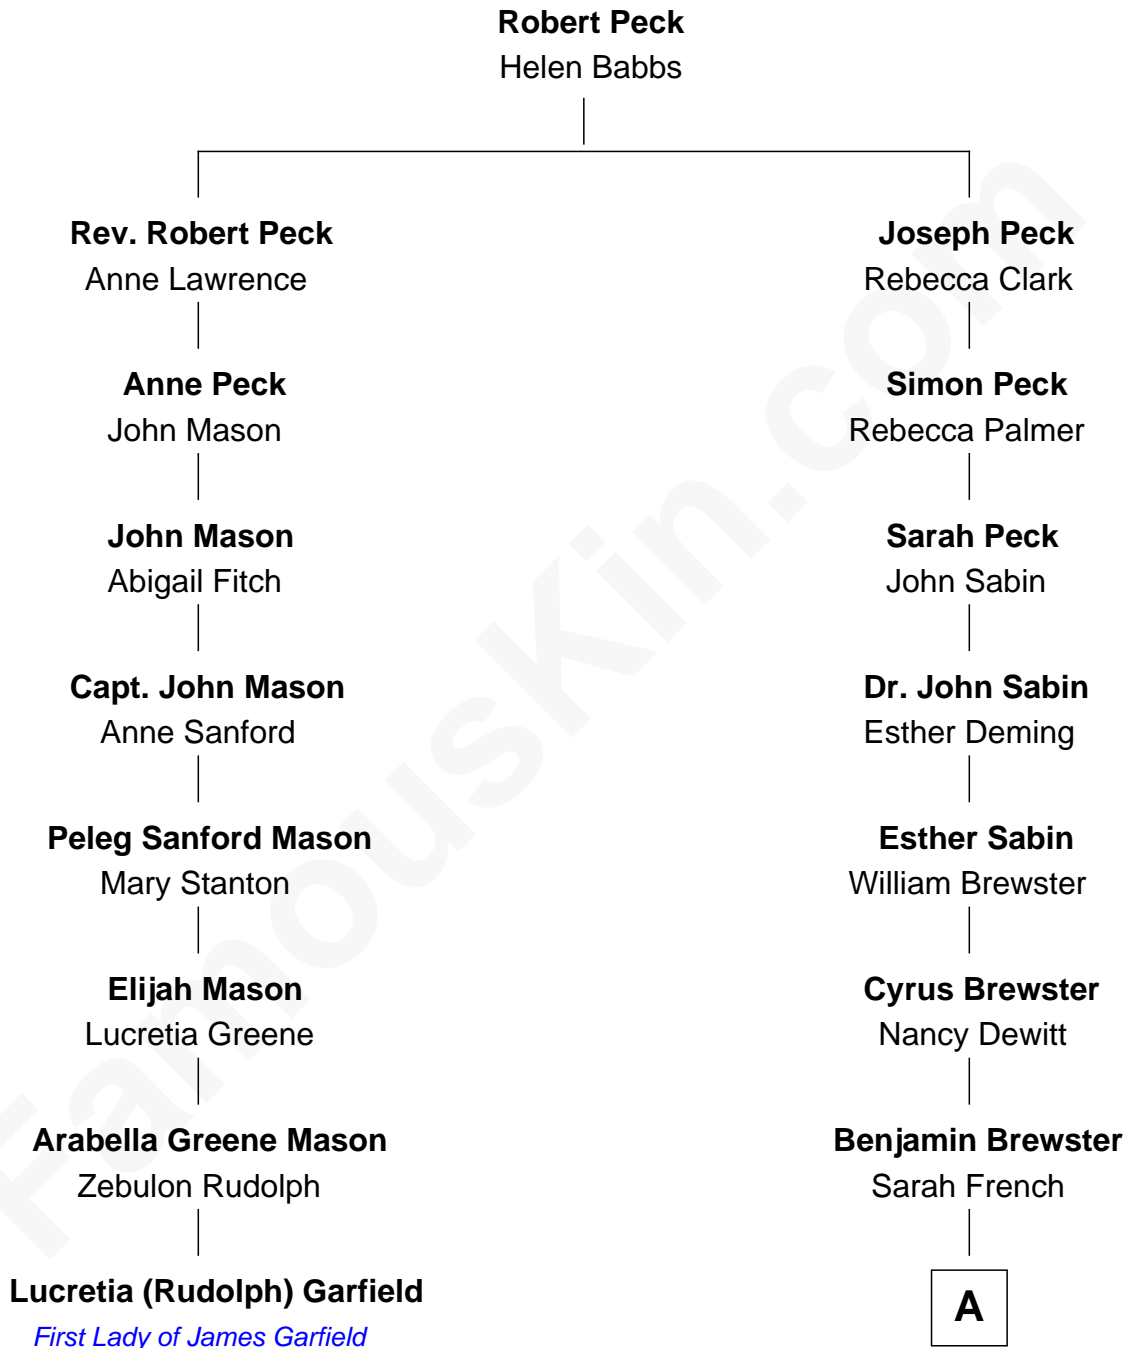 Robert Peck
Helen Babbs
Rev. Robert Peck
Anne Lawrence
Joseph Peck
Rebecca Clark
Anne Peck
John Mason
Simon Peck
Rebecca Palmer
John Mason
Abigail Fitch
Sarah Peck
John Sabin
Capt. John Mason
Anne Sanford
Dr. John Sabin
Esther Deming
Peleg Sanford Mason
Mary Stanton
Esther Sabin
William Brewster
Elijah Mason
Lucretia Greene
Cyrus Brewster
Nancy Dewitt
Arabella Greene Mason
Zebulon Rudolph
Benjamin Brewster
Sarah French
Lucretia (Rudolph) Garfield
First Lady of James Garfield
A
FamousKin.com